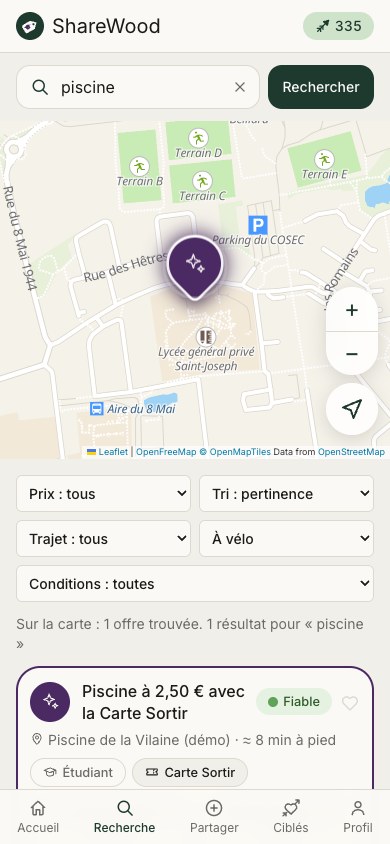 ShareWood
335
piscine
Rechercher
Terrain D
Terrain B
Terrain C
Terrain E
Rue du 8 Mai 1944
P
Parking du COSEC
Rue des Hêtres
Romains
+
Lycée général privé
Saint-Joseph
−
Aire du 8 Mai
Leaflet | OpenFreeMap © OpenMapTiles Data from OpenStreetMap
Prix : tous
Tri : pertinence
Trajet : tous
À vélo
Conditions : toutes
Sur la carte : 1 offre trouvée. 1 résultat pour « piscine
»
Piscine à 2,50 € avec
la Carte Sortir
Fiable
Piscine de la Vilaine (démo) · ≈ 8 min à pied
Étudiant
Carte Sortir
Accueil
Recherche
Partager
Ciblés
Profil